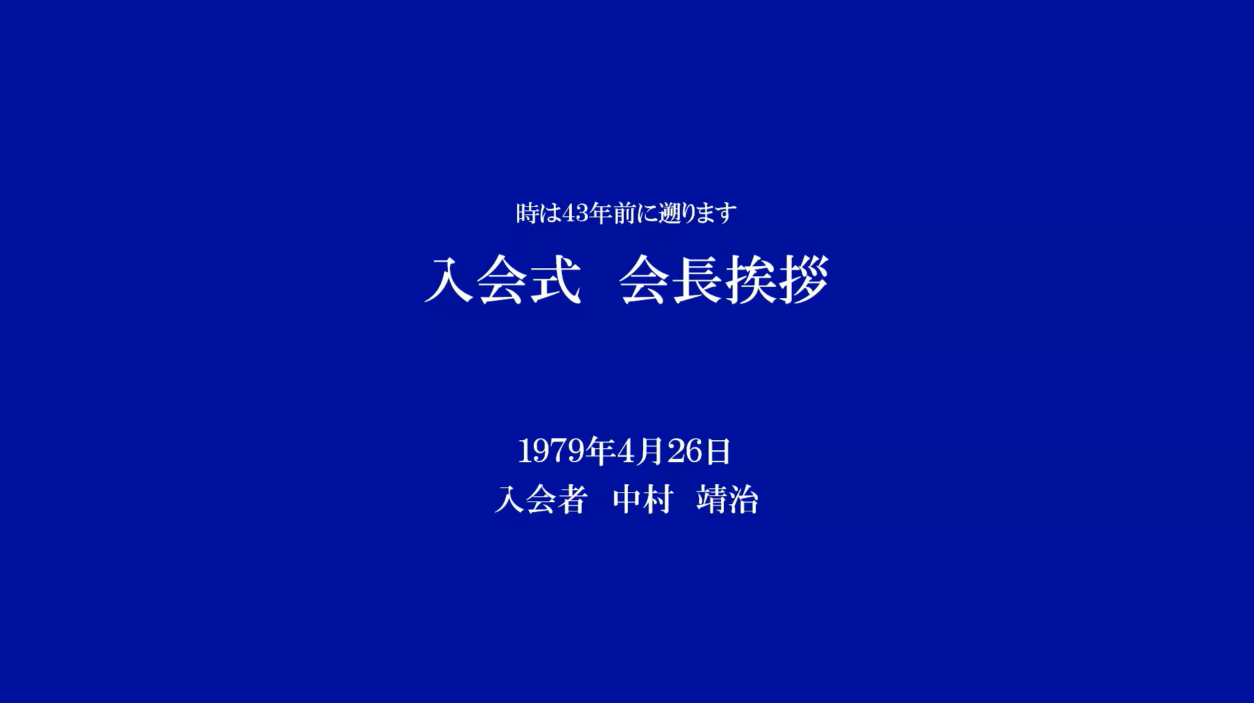 時は43年前に遡ります
入会式　会長挨拶
1979年4月26日
入会者　中村　靖治